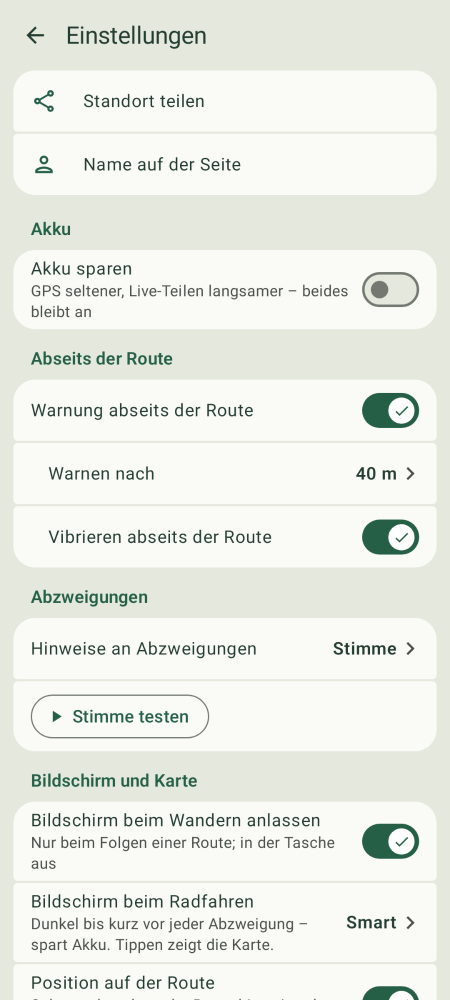 Einstellungen
Standort teilen
Name auf der Seite
Akku
Akku sparen
GPS seltener, Live-Teilen langsamer – beides
bleibt an
Abseits der Route
Warnung abseits der Route
Warnen nach
40 m
Vibrieren abseits der Route
Abzweigungen
Hinweise an Abzweigungen
Stimme
Stimme testen
Bildschirm und Karte
Bildschirm beim Wandern anlassen
Nur beim Folgen einer Route; in der Tasche
aus
Bildschirm beim Radfahren
Dunkel bis kurz vor jeder Abzweigung –
spart Akku. Tippen zeigt die Karte.
Smart
Position auf der Route